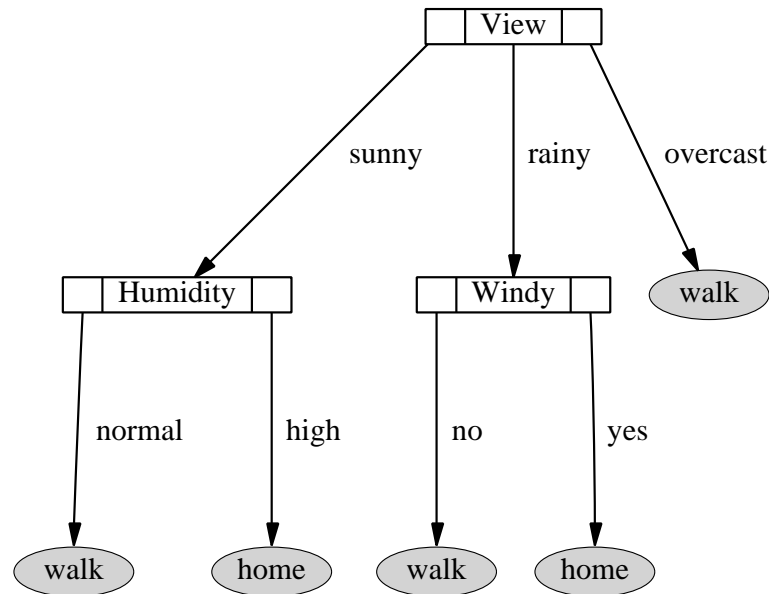 View
sunny
rainy
overcast
Humidity
Windy
walk
normal
high
no
yes
walk
home
walk
home